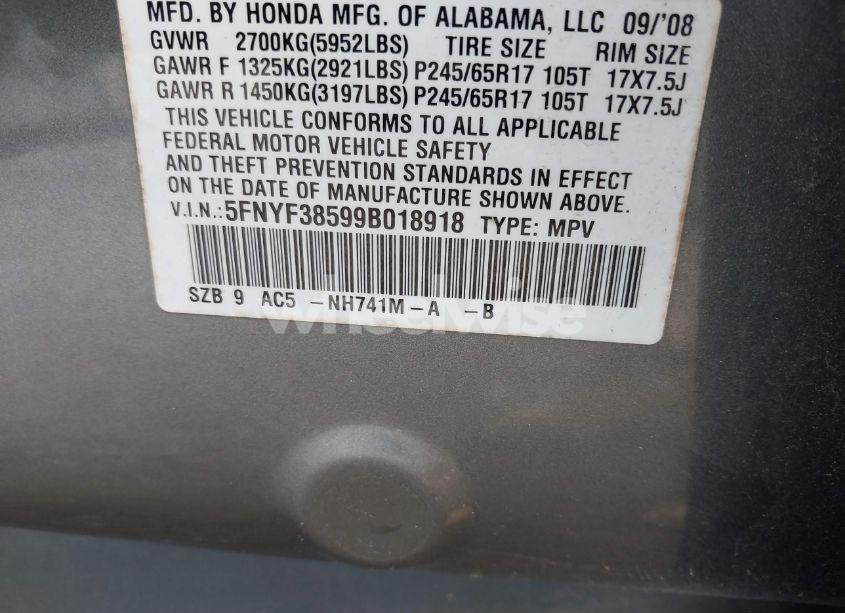 MFD. BY HONDA MFG. OF ALABAMA, LLC 09/'08
GVWR 2700KG(5952LBS) TIRE SIZE RIM SIZE
GAWR F 1325KG(2921LBS) P245/65R17 105T 17X7.5J
GAWR R 1450KG(3197LBS) P245/65R17 105T 17X7.5J
THIS VEHICLE CONFORMS TO ALL APPLICABLE
FEDERAL MOTOR VEHICLE SAFETY
AND THEFT PREVENTION STANDARDS IN EFFECT
ON THE DATE OF MANUFACTURE SHOWN ABOVE.
V.I.N.:5FNYF38599B018918 TYPE: MPV
SZB 9 AC5 -NH741M-A -B
wheelwise